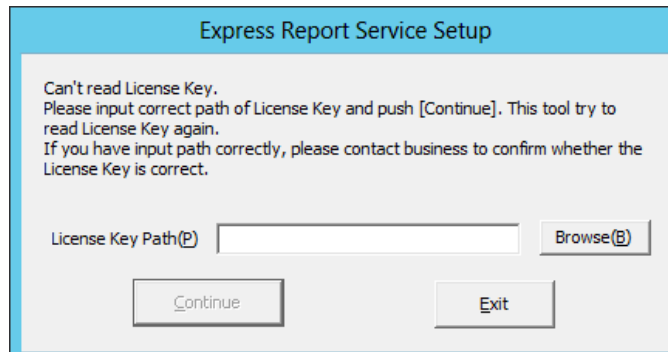 Express Report Service Setup
Can't read License Key.
Please input correct path of License Key and push [Continue]. This tool try to
read License Key again.
If you have input path correctly, please contact business to confirm whether the
License Key is correct.
License Key Path(P) Browse(B)
Continue Exit